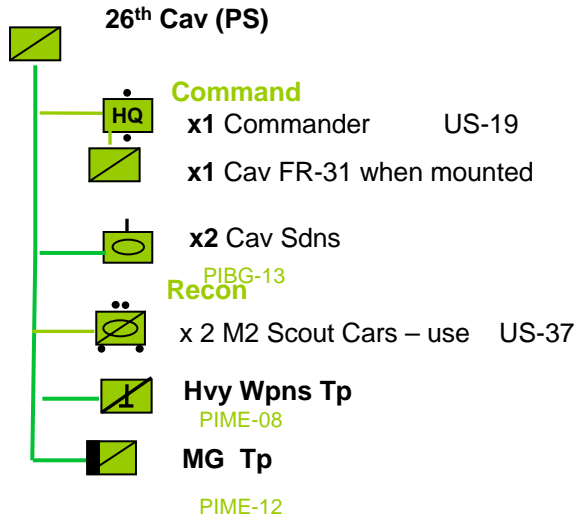 26th Cav (PS)
Command
HQ
x1 Commander US-19
x1 Cav FR-31 when mounted
x2 Cav Sdns
PIBG-13
Recon
x 2 M2 Scout Cars – use US-37
Hvy Wpns Tp
PIME-08
MG Tp
PIME-12